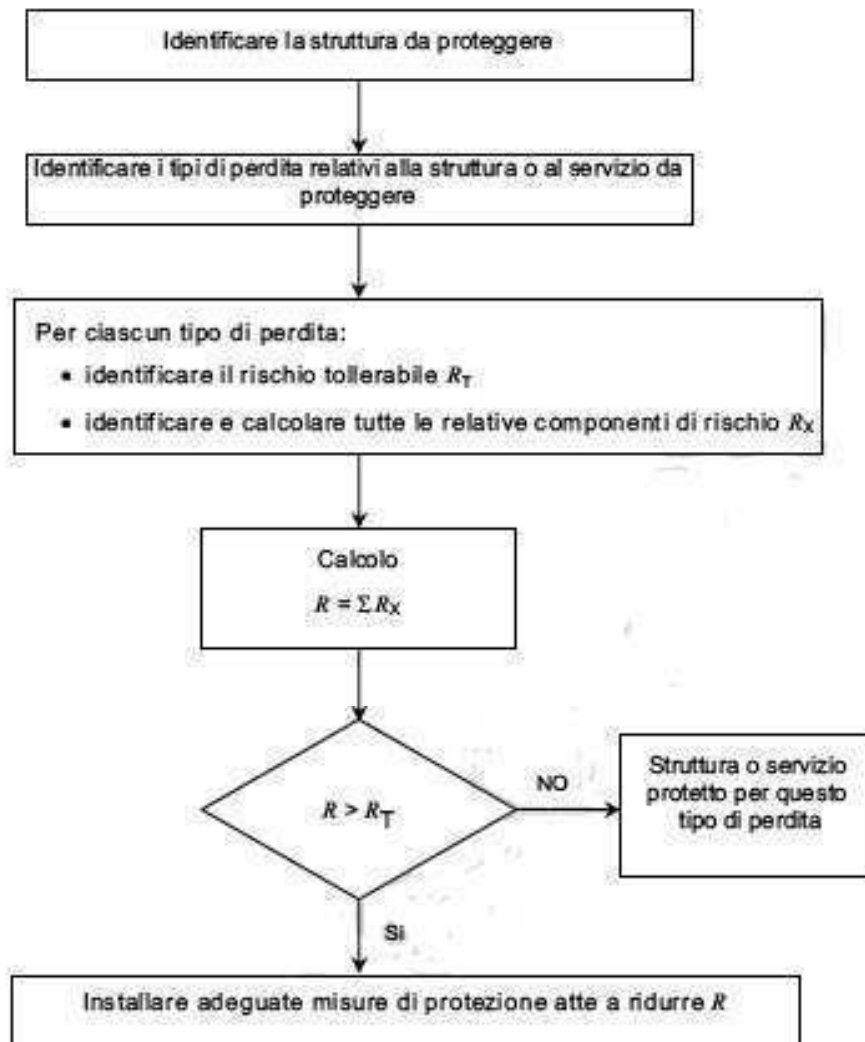 Identificare la struttura da proteggere
Identificare i tipi di perdita relativi alla struttura o al servizio da
proteggere
Per ciascun tipo di perdita:
• identificare il rischio tollerabile RT
• identificare e calcolare tutte le relative componenti di rischio RX
Calcolo
R = Σ RX
R > RT
NO
Struttura o servizio
protetto per questo
tipo di perdita
Si
Installare adeguate misure di protezione atte a ridurre R